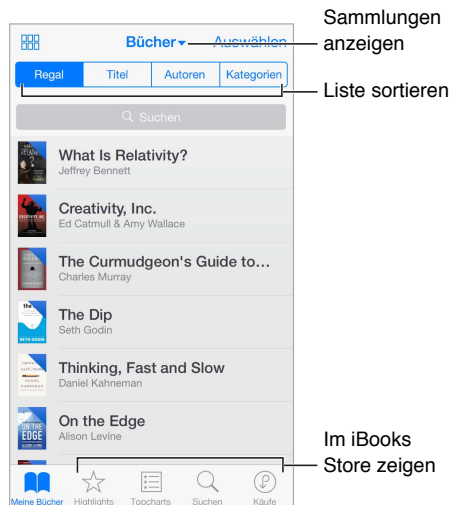 Sammlungen
anzeigen
Bücher
Auswählen
Regal Titel Autoren Kategorien
Liste sortieren
Suchen
What Is Relativity?
Jeffrey Bennett
Creativity, Inc.
Ed Catmull & Amy Wallace
The Curmudgeon's Guide to…
Charles Murray
The Dip
Seth Godin
Thinking, Fast and Slow
Daniel Kahneman
On the Edge
Alison Levine
Im iBooks
Store zeigen
Meine Bücher Highlights Topcharts Suchen Käufe